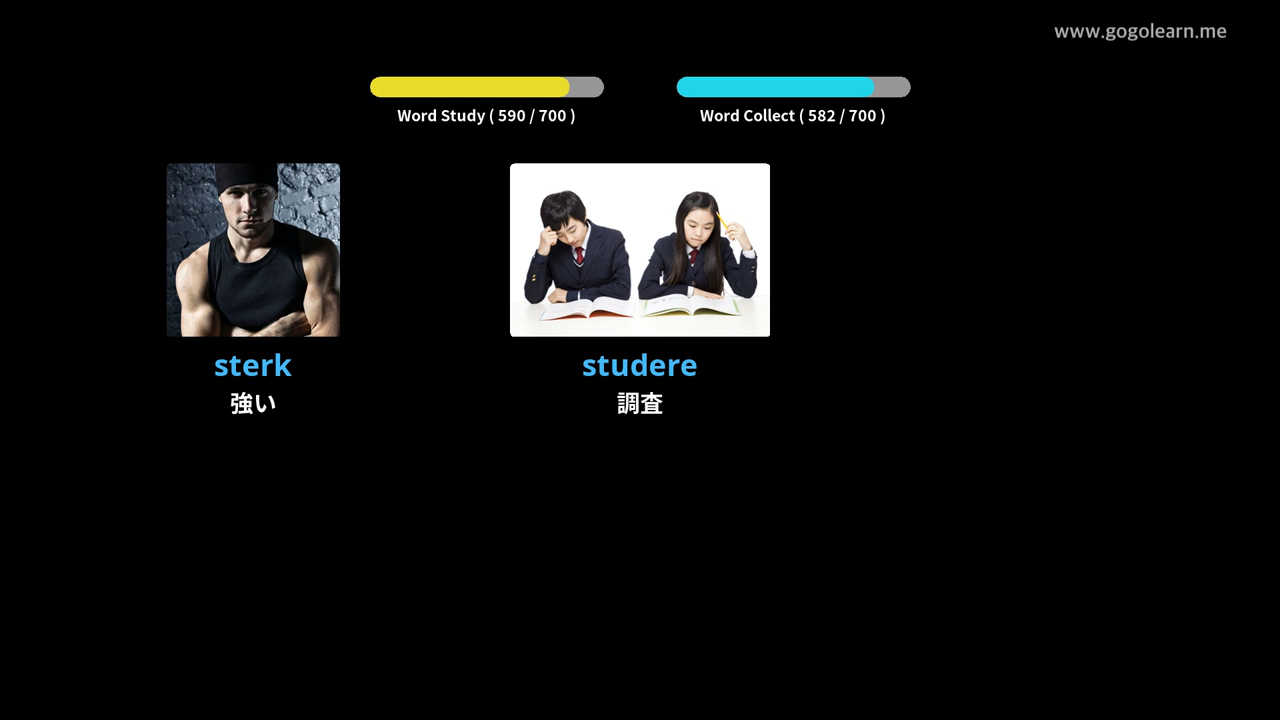 www.gogolearn.me
Word Study ( 590 / 700 )
Word Collect ( 582 / 700 )
sterk
強い
studere
調査